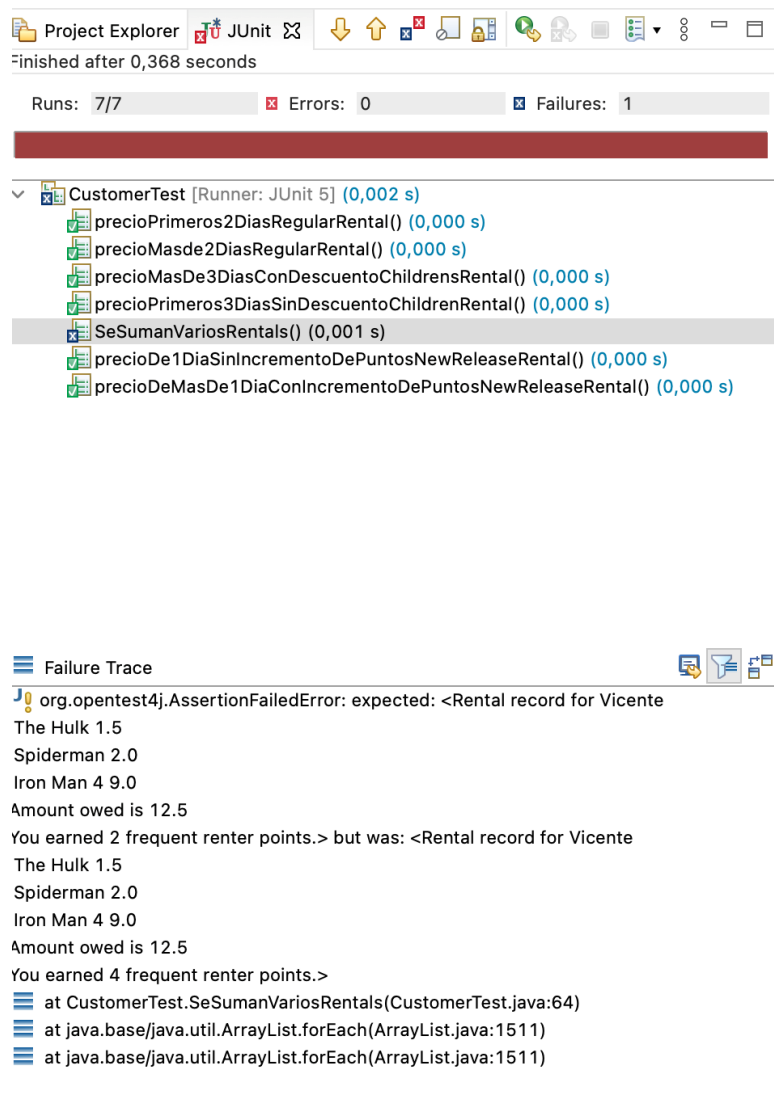 Project Explorer JUnit
Finished after 0,368 seconds
Runs: 7/7 Errors: 0 Failures: 1
CustomerTest [Runner: JUnit 5] (0,002 s)
precioPrimeros2DiasRegularRental() (0,000 s)
precioMasde2DiasRegularRental() (0,000 s)
precioMasDe3DiasConDescuentoChildrensRental() (0,000 s)
precioPrimeros3DiasSinDescuentoChildrenRental() (0,000 s)
SeSumanVariosRentals() (0,001 s)
precioDe1DiaSinIncrementoDePuntosNewReleaseRental() (0,000 s)
precioDeMasDe1DiaConIncrementoDePuntosNewReleaseRental() (0,000 s)
Failure Trace
org.opentest4j.AssertionFailedError: expected: <Rental record for Vicente
The Hulk 1.5
Spiderman 2.0
Iron Man 4 9.0
Amount owed is 12.5
You earned 2 frequent renter points.> but was: <Rental record for Vicente
The Hulk 1.5
Spiderman 2.0
Iron Man 4 9.0
Amount owed is 12.5
You earned 4 frequent renter points.>
at CustomerTest.SeSumanVariosRentals(CustomerTest.java:64)
at java.base/java.util.ArrayList.forEach(ArrayList.java:1511)
at java.base/java.util.ArrayList.forEach(ArrayList.java:1511)